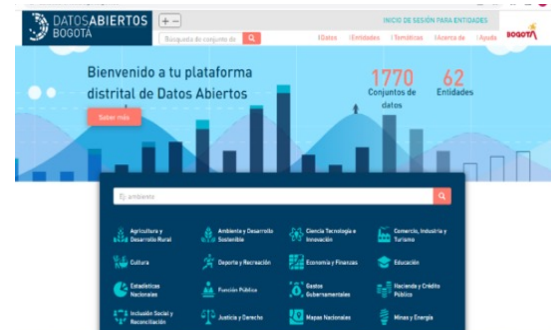 DATOSABIERTOS
BOGOTÁ
+ -
INICIO DE SESIÓN PARA ENTIDADES
Búsqueda de conjunto de
Datos
Entidades
Temáticas
Acerca de
Ayuda
BOGOTÁ
Bienvenido a tu plataforma
distrital de Datos Abiertos
Saber más
1770
Conjuntos de
datos
62
Entidades
Ej: ambiente
Agricultura y
Desarrollo Rural
Ambiente y Desarrollo
Sostenible
Ciencia Tecnología e
Innovación
Comercio, Industria y
Turismo
Cultura
Deporte y Recreación
Economía y Finanzas
Educación
Estadísticas
Nacionales
Función Pública
Gastos
Gubernamentales
Hacienda y Crédito
Público
Inclusión Social y
Reconciliación
Justicia y Derecho
Mapas Nacionales
Minas y Energía